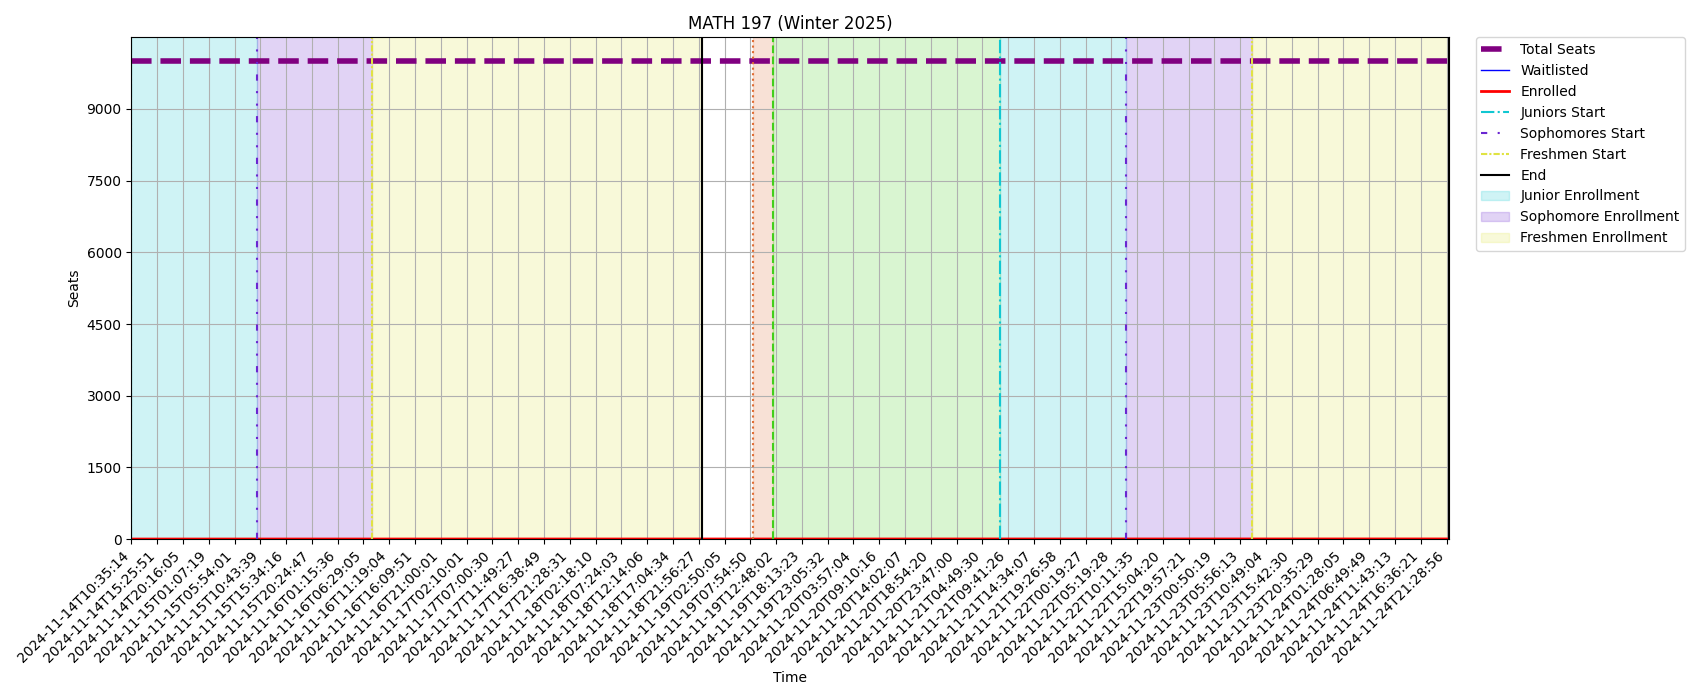 MATH 197 (Winter 2025)
Total Seats
Waitlisted
Enrolled
Juniors Start
Sophomores Start
Freshmen Start
End
Junior Enrollment
Sophomore Enrollment
Freshmen Enrollment
Seats
9000
7500
6000
4500
3000
1500
0
2024-11-14T10:35:14
2024-11-14T15:25:51
2024-11-14T20:16:05
2024-11-15T01:07:19
2024-11-15T05:54:01
2024-11-15T10:43:39
2024-11-15T15:34:16
2024-11-15T20:24:47
2024-11-16T01:15:36
2024-11-16T06:29:05
2024-11-16T11:19:04
2024-11-16T16:09:51
2024-11-16T21:00:01
2024-11-17T02:10:01
2024-11-17T07:00:30
2024-11-17T11:49:27
2024-11-17T16:38:49
2024-11-17T21:28:31
2024-11-18T02:18:10
2024-11-18T07:24:03
2024-11-18T12:14:06
2024-11-18T17:04:34
2024-11-18T21:56:27
2024-11-19T02:50:05
2024-11-19T07:54:50
2024-11-19T12:48:02
2024-11-19T18:13:23
2024-11-19T23:05:32
2024-11-20T03:57:04
2024-11-20T09:10:16
2024-11-20T14:02:07
2024-11-20T18:54:20
2024-11-20T23:47:00
2024-11-21T04:49:30
2024-11-21T09:41:26
2024-11-21T14:34:07
2024-11-21T19:26:58
2024-11-22T00:19:27
2024-11-22T05:19:28
2024-11-22T10:11:35
2024-11-22T15:04:20
2024-11-22T19:57:21
2024-11-23T00:50:19
2024-11-23T05:56:13
2024-11-23T10:49:04
2024-11-23T15:42:30
2024-11-23T20:35:29
2024-11-24T01:28:05
2024-11-24T06:49:49
2024-11-24T11:43:13
2024-11-24T16:36:21
2024-11-24T21:28:56
Time